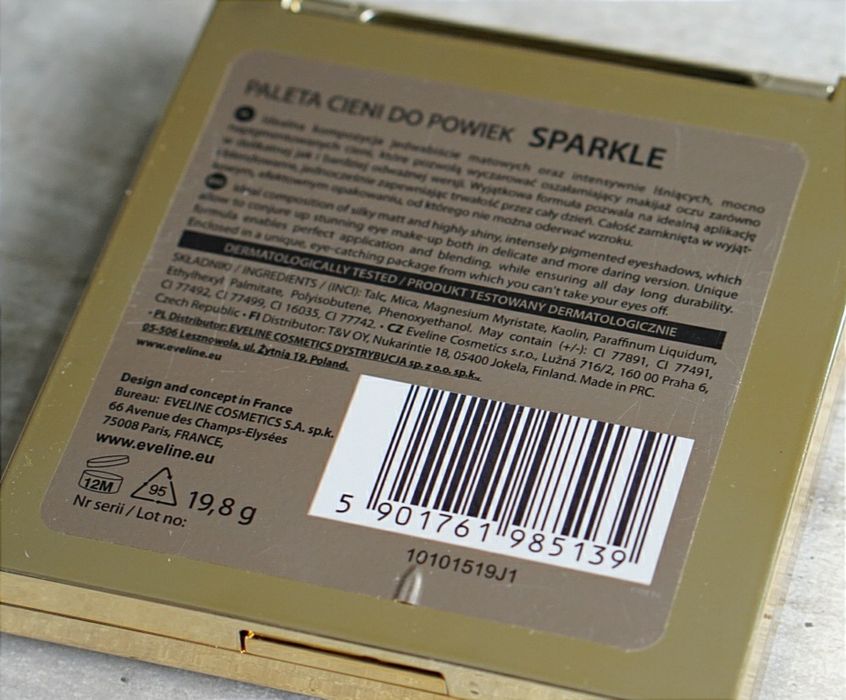 PALETA CIENI DO POWIEK SPARKLE
PL Idealna kompozycja jedwabiście matowych oraz intensywnie lśniących, mocno
napigmentowanych cieni, które pozwolą wyczarować oszałamiający makijaż oczu zarówno
w delikatnej jak i bardziej odważnej wersji. Wyjątkowa formuła pozwala na idealną aplikację
i blendowanie, jednocześnie zapewniając trwałość przez cały dzień. Całość zamknięta w wyjąt-
kowym, efektownym opakowaniu, od którego nie można oderwać wzroku.
Ideal composition of silky matt and highly shiny, intensely pigmented eyeshadows, which
allow to conjure up stunning eye make-up both in delicate and more daring version. Unique
formula enables perfect application and blending, while ensuring all day long durability.
Enclosed in a unique, eye-catching package from which you can't take your eyes off.
DERMATOLOGICALLY TESTED / PRODUKT TESTOWANY DERMATOLOGICZNIE
SKŁADNIKI / INGREDIENTS / (INCI): Talc, Mica, Magnesium Myristate, Kaolin, Paraffinum Liquidum,
Ethylhexyl Palmitate, Polyisobutene, Phenoxyethanol. May contain (+/-): CI 77891, CI 77491,
CI 77492, CI 77499, CI 16035, CI 77742. • CZ Eveline Cosmetics s.r.o., Lužná 716/2, 160 00 Praha 6,
Czech Republic • FI Distributor: T&V OY, Nukarintie 18, 05400 Jokela, Finland. Made in PRC.
• PL Distributor: EVELINE COSMETICS DYSTRYBUCJA sp. z o.o. sp.k.,
05-506 Lesznowola, ul. Żytnia 19, Poland.
www.eveline.eu
Design and concept in France
Bureau: EVELINE COSMETICS S.A. sp.k.
66 Avenue des Champs-Elysées
75008 Paris, FRANCE,
www.eveline.eu
12M 95 19,8 g
Nr serii / Lot no:
5 901761 985139
10101519J1